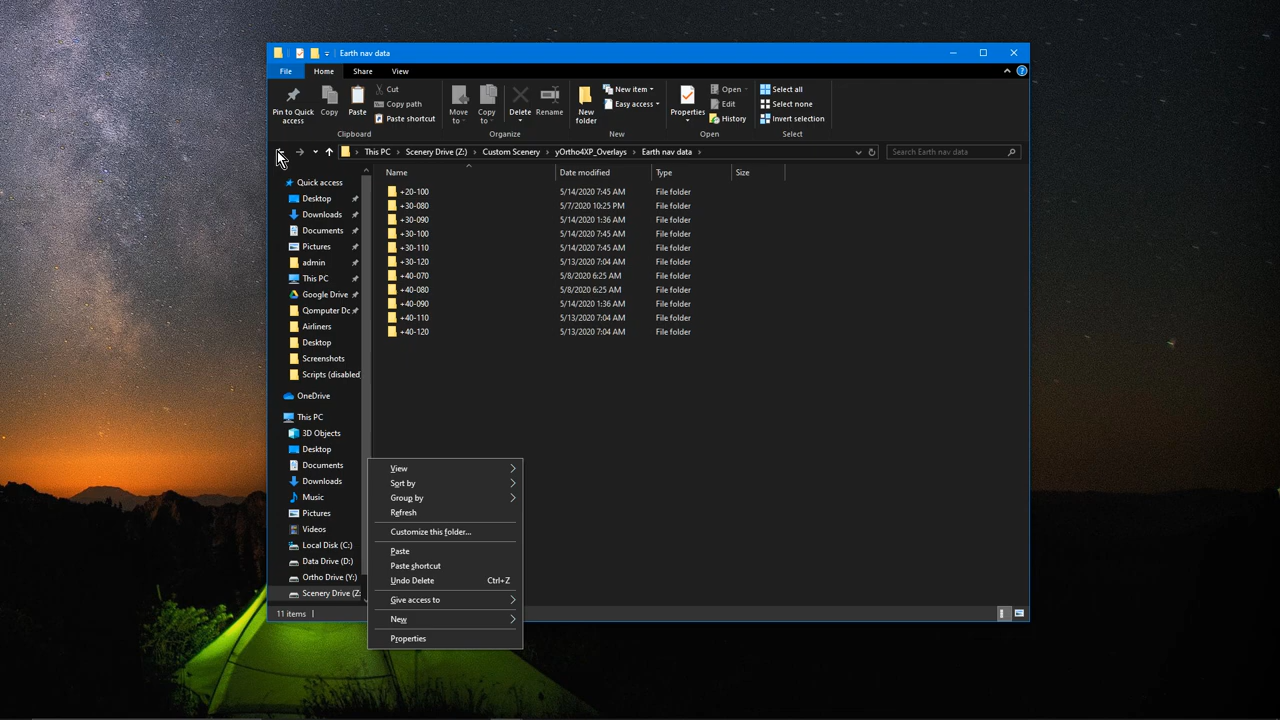 Earth nav data
File Home Share View
Pin to Quick access
Copy
Paste
Cut
Copy path
Paste shortcut
Clipboard
Move to
Copy to
Delete
Rename
Organize
New folder
New item
Easy access
New
Properties
Open
Edit
History
Open
Select all
Select none
Invert selection
Select
This PC > Scenery Drive (Z:) > Custom Scenery > yOrtho4XP_Overlays > Earth nav data >
Search Earth nav data
Name Date modified Type Size
+20-100 5/14/2020 7:45 AM File folder
+30-080 5/7/2020 10:25 PM File folder
+30-090 5/14/2020 1:36 AM File folder
+30-100 5/14/2020 7:45 AM File folder
+30-110 5/14/2020 7:45 AM File folder
+30-120 5/13/2020 7:04 AM File folder
+40-070 5/8/2020 6:25 AM File folder
+40-080 5/8/2020 6:25 AM File folder
+40-090 5/14/2020 1:36 AM File folder
+40-110 5/13/2020 7:04 AM File folder
+40-120 5/13/2020 7:04 AM File folder
Quick access
Desktop
Downloads
Documents
Pictures
admin
This PC
Google Drive
Qomputer Dc
Airliners
Desktop
Screenshots
Scripts (disabled
OneDrive
This PC
3D Objects
Desktop
Documents
Downloads
Music
Pictures
Videos
Local Disk (C:)
Data Drive (D:)
Ortho Drive (Y:)
Scenery Drive (Z:
View
Sort by
Group by
Refresh
Customize this folder...
Paste
Paste shortcut
Undo Delete Ctrl+Z
Give access to
New
Properties
11 items